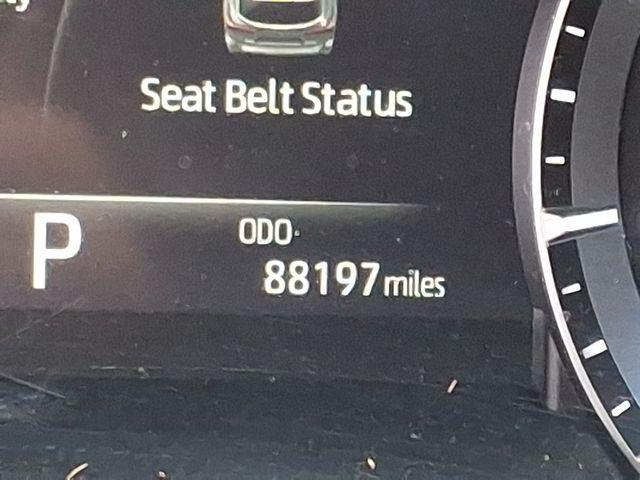 Seat Belt Status
P
ODO
88197 miles